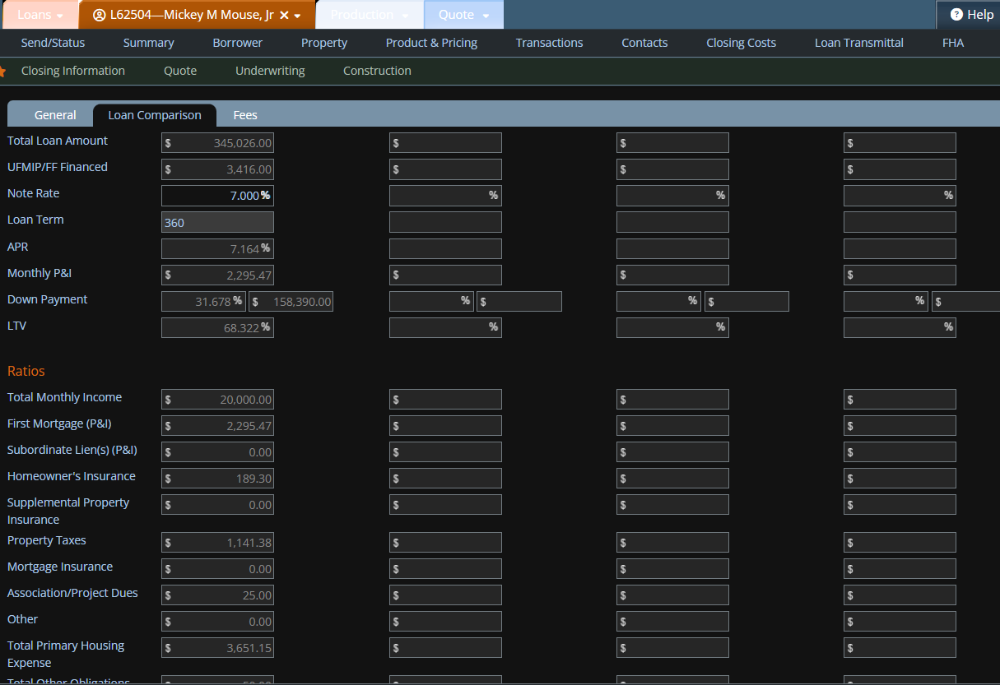 Loans L62504—Mickey M Mouse, Jr Production Quote Help
Send/Status Summary Borrower Property Product & Pricing Transactions Contacts Closing Costs Loan Transmittal FHA
Closing Information Quote Underwriting Construction
General Loan Comparison Fees
Total Loan Amount $ 345,026.00 $ $ $
UFMIP/FF Financed $ 3,416.00 $ $ $
Note Rate 7.000% % % %
Loan Term 360
APR 7.164%
Monthly P&I $ 2,295.47 $ $ $
Down Payment 31.678% $ 158,390.00 % $ % $ % $
LTV 68.322% % % %
Ratios
Total Monthly Income $ 20,000.00 $ $ $
First Mortgage (P&I) $ 2,295.47 $ $ $
Subordinate Lien(s) (P&I) $ 0.00 $ $ $
Homeowner's Insurance $ 189.30 $ $ $
Supplemental Property
Insurance $ 0.00 $ $ $
Property Taxes $ 1,141.38 $ $ $
Mortgage Insurance $ 0.00 $ $ $
Association/Project Dues $ 25.00 $ $ $
Other $ 0.00 $ $ $
Total Primary Housing
Expense $ 3,651.15 $ $ $
Total Other Obligations